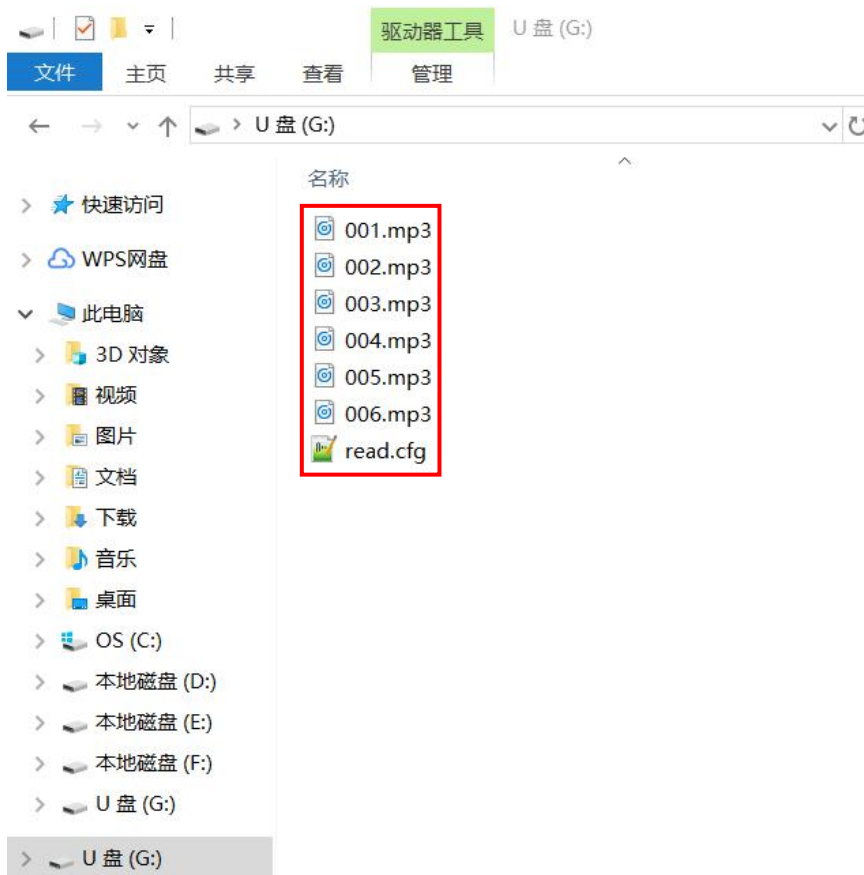 驱动器工具 U 盘 (G:)
文件 主页 共享 查看 管理
U 盘 (G:)
名称
快速访问
WPS网盘
此电脑
3D 对象
视频
图片
文档
下载
音乐
桌面
OS (C:)
本地磁盘 (D:)
本地磁盘 (E:)
本地磁盘 (F:)
U 盘 (G:)
U 盘 (G:)
001.mp3
002.mp3
003.mp3
004.mp3
005.mp3
006.mp3
read.cfg